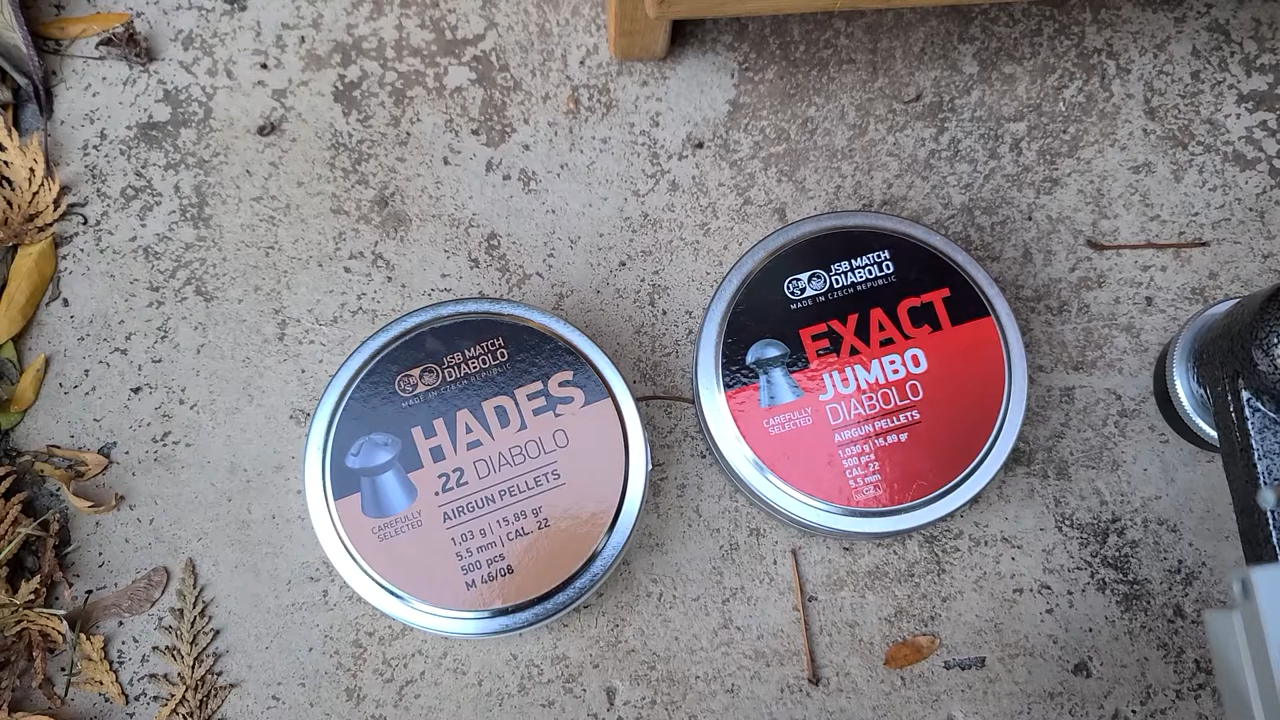 JSB MATCH
DIABOLO
MADE IN CZECH REPUBLIC
HADES
.22 DIABOLO
AIRGUN PELLETS
CAREFULLY
SELECTED
1,03 g | 15,89 gr
5.5 mm | CAL. 22
500 pcs
M 46/08
JSB MATCH
DIABOLO
MADE IN CZECH REPUBLIC
EXACT
JUMBO
DIABOLO
CAREFULLY
SELECTED
AIRGUN PELLETS
1,030 g | 15,89 gr
500 pcs
CAL. 22
5.5 mm